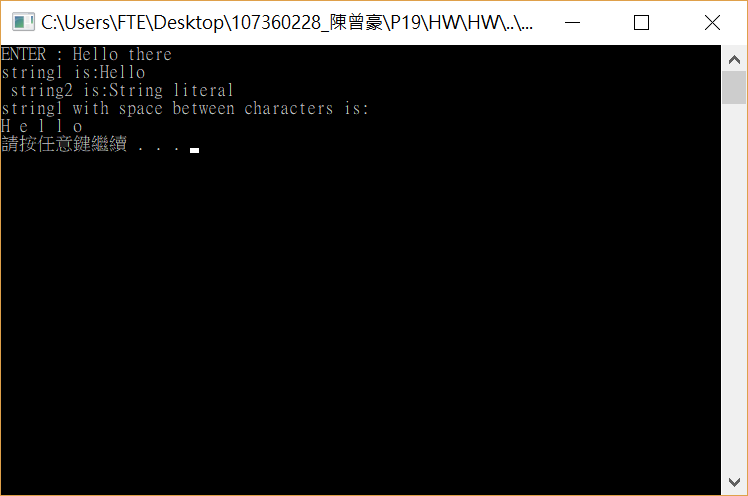 C:\Users\FTE\Desktop\107360228_陳曾豪\P19\HW\HW\..\...
ENTER : Hello there
string1 is:Hello
 string2 is:String literal
string1 with space between characters is:
H e l l o
請按任意鍵繼續 . . .